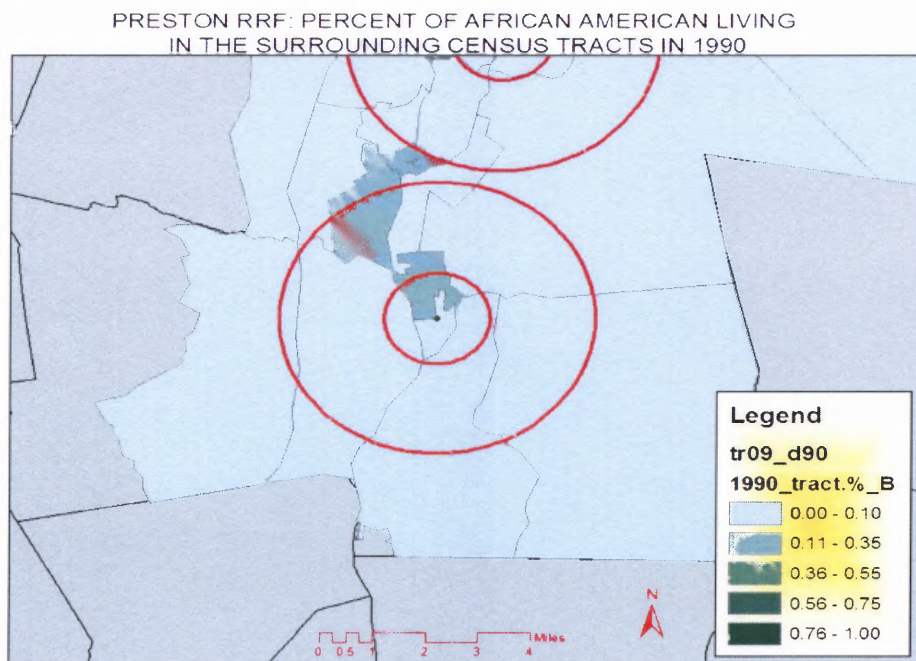 PRESTON RRF: PERCENT OF AFRICAN AMERICAN LIVING
IN THE SURROUNDING CENSUS TRACTS IN 1990
Legend
tr09_d90
1990_tract.%_B
0.00 - 0.10
0.11 - 0.35
0.36 - 0.55
0.56 - 0.75
0.76 - 1.00
N
Miles
0 0.5 1 2 3 4